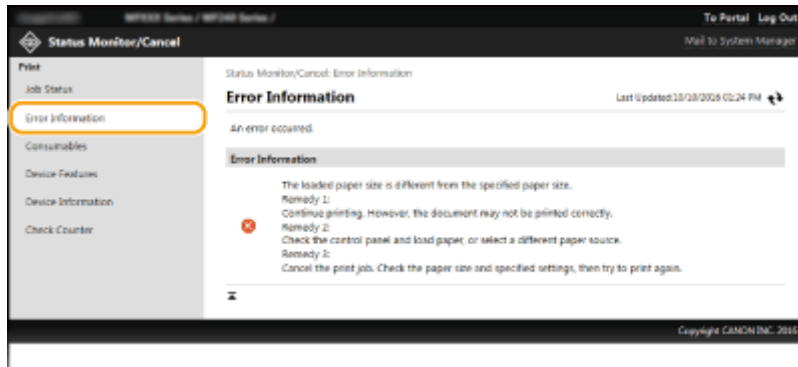 MF240 Series /
To Portal Log Out
Status Monitor/Cancel
Mail to System Manager
Print
Job Status
Error Information
Consumables
Device Features
Device Information
Check Counter
Status Monitor/Cancel: Error Information
Error Information
Last Updated:10/10/2016 01:24 PM
An error occurred.
Error Information
The loaded paper size is different from the specified paper size.
Remedy 1:
Continue printing. However, the document may not be printed correctly.
Remedy 2:
Check the control panel and load paper, or select a different paper source.
Remedy 3:
Cancel the print job. Check the paper size and specified settings, then try to print again.
Copyright CANON INC. 2016